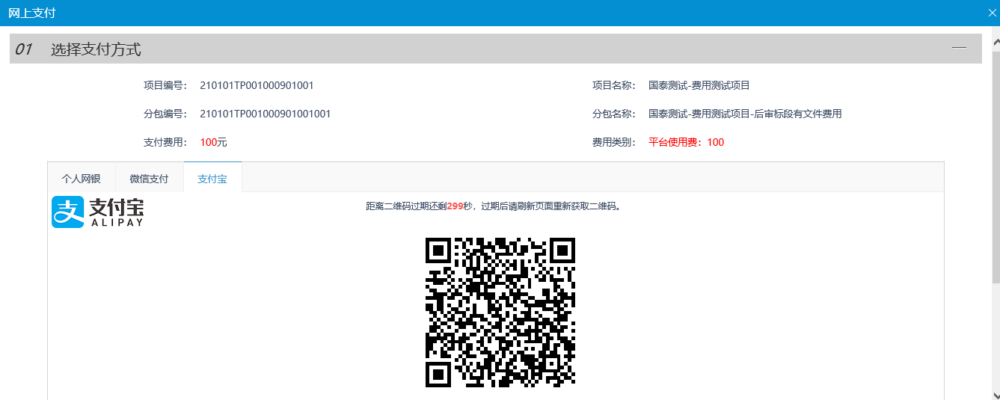 网上支付
01 选择支付方式
项目编号： 210101TP001000901001 项目名称： 国泰测试-费用测试项目
分包编号： 210101TP001000901001001 分包名称： 国泰测试-费用测试项目-后审标段有文件费用
支付费用： 100元 费用类别： 平台使用费：100
个人网银 微信支付 支付宝
支付宝
ALIPAY
距离二维码过期还剩299秒，过期后请刷新页面重新获取二维码。